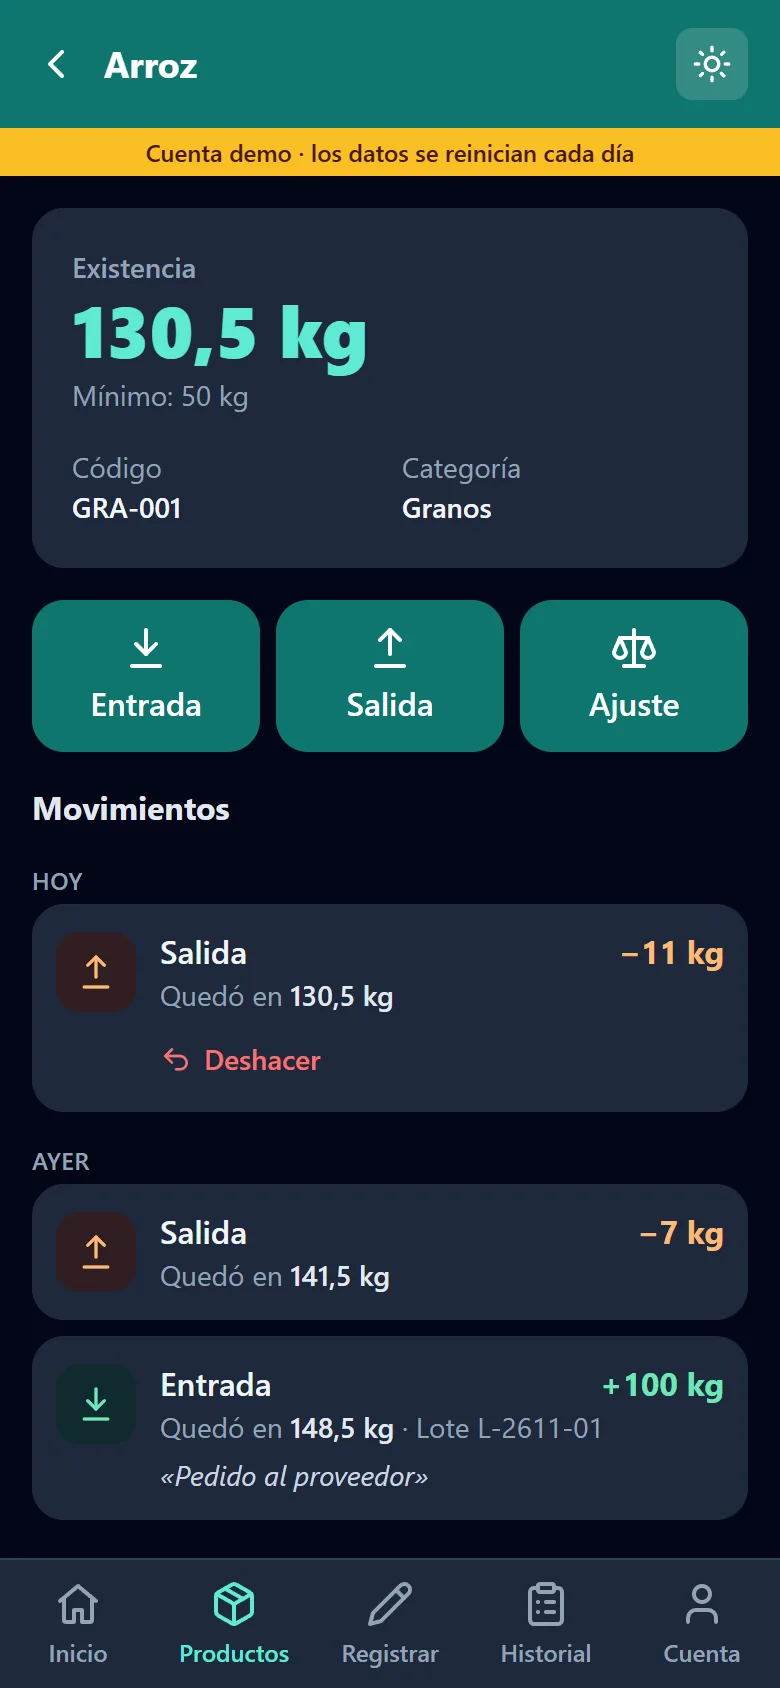 Arroz
Cuenta demo · los datos se reinician cada día
Existencia
130,5 kg
Mínimo: 50 kg
Código
Categoría
GRA-001
Granos
Entrada
Salida
Ajuste
Movimientos
HOY
Salida
−11 kg
Quedó en 130,5 kg
Deshacer
AYER
Salida
−7 kg
Quedó en 141,5 kg
Entrada
+100 kg
Quedó en 148,5 kg · Lote L-2611-01
«Pedido al proveedor»
Inicio
Productos
Registrar
Historial
Cuenta